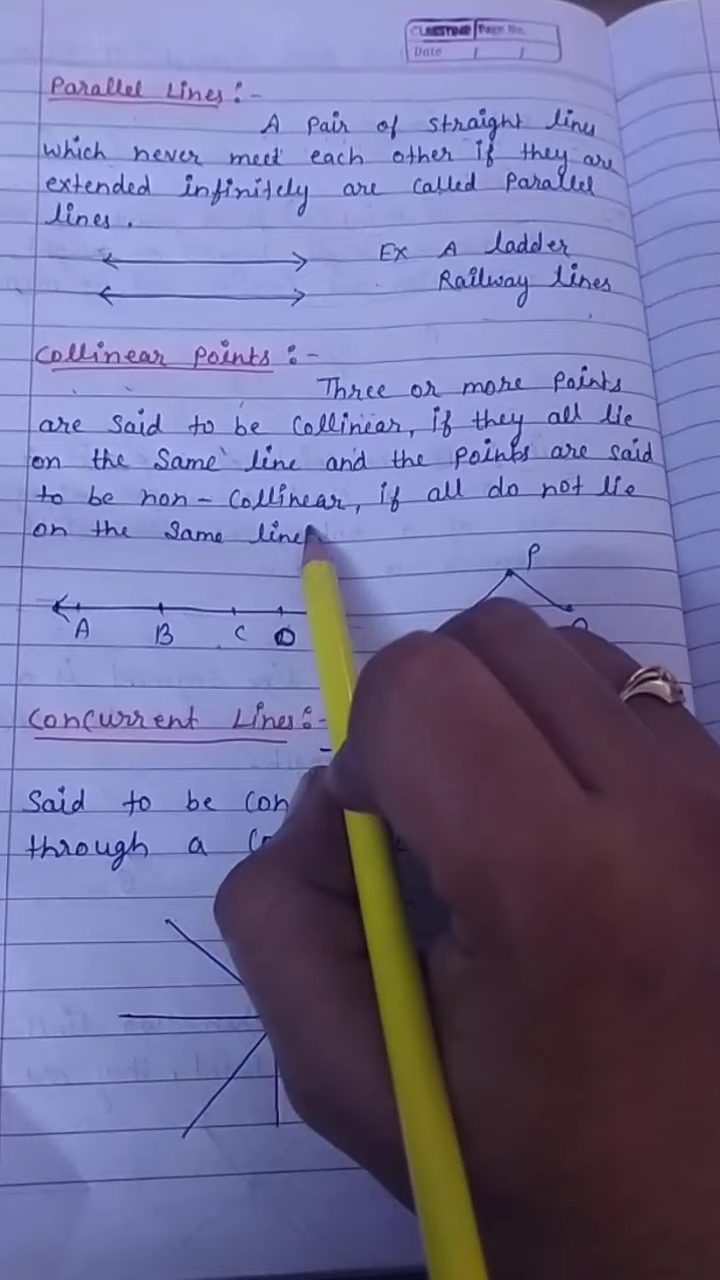 CLASSTIME Page No.
Date / /
Parallel Lines:-
A Pair of straight lines
which never meet each other if they are
extended infinitely are called Parallel
lines.
Ex A ladder
Railway lines
Collinear Points:-
Three or more Points
are said to be Collinear, if they all lie
on the Same line and the Points are said
to be non-Collinear, if all do not lie
on the Same line
P
A B C D
Concurrent Lines:-
Said to be Con
through a